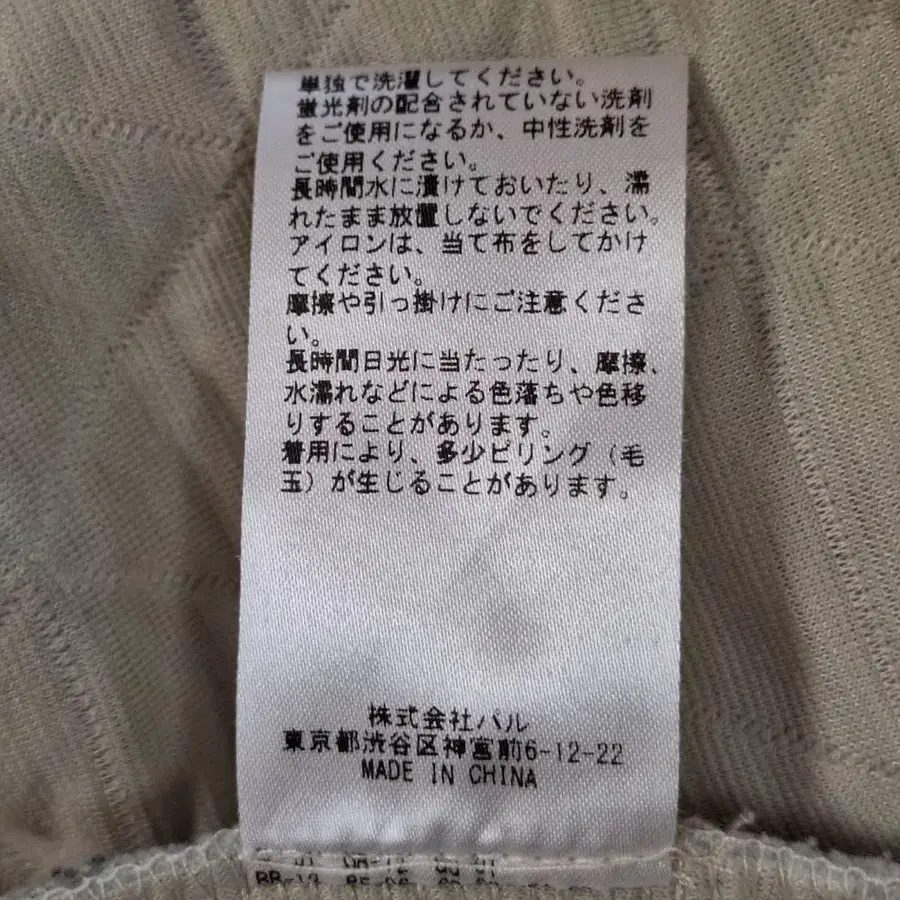 単独で洗濯してください。
蛍光剤の配合されていない洗剤
をご使用になるか、中性洗剤を
ご使用ください。
長時間水に漬けておいたり、濡
れたまま放置しないでください。
アイロンは、当て布をしてかけ
てください。
摩擦や引っ掛けにご注意くださ
い。
長時間日光に当たったり、摩擦、
水濡れなどによる色落ちや色移
りすることがあります。
着用により、多少ピリング（毛
玉）が生じることがあります。
株式会社パル
東京都渋谷区神宮前6-12-22
MADE IN CHINA